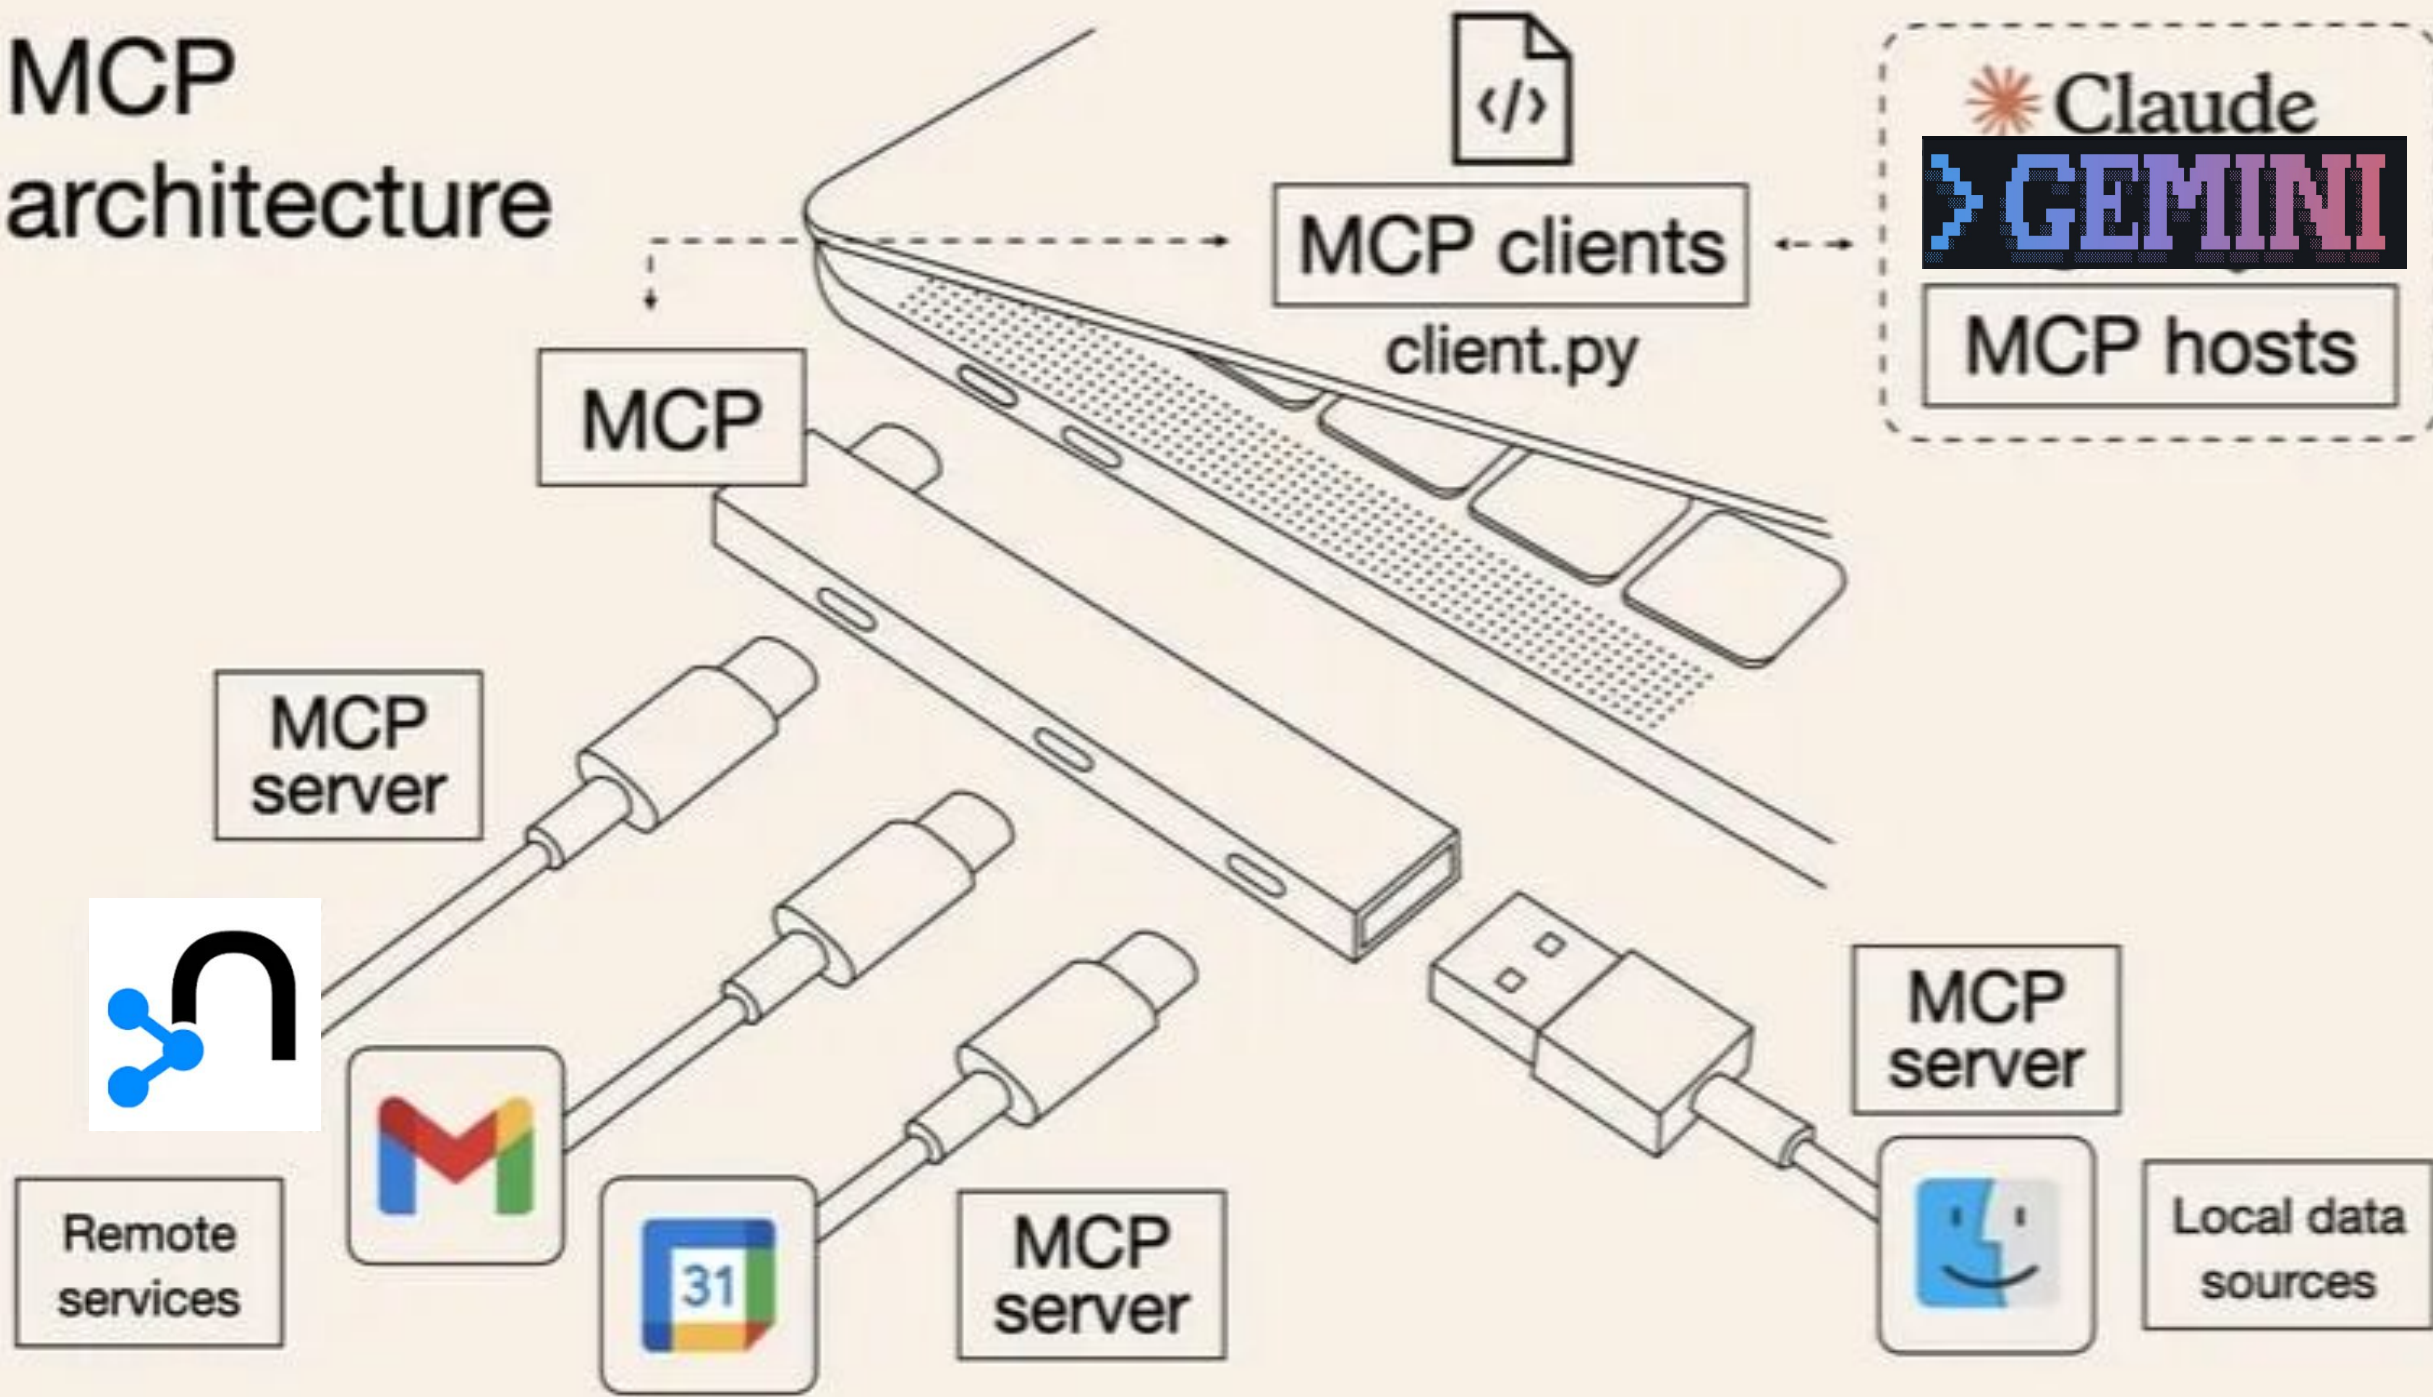 MCP
architecture
</>
MCP clients
client.py
Claude
>GEMINI
MCP hosts
MCP
MCP
server
n
Remote
services
31
MCP
server
MCP
server
Local data
sources